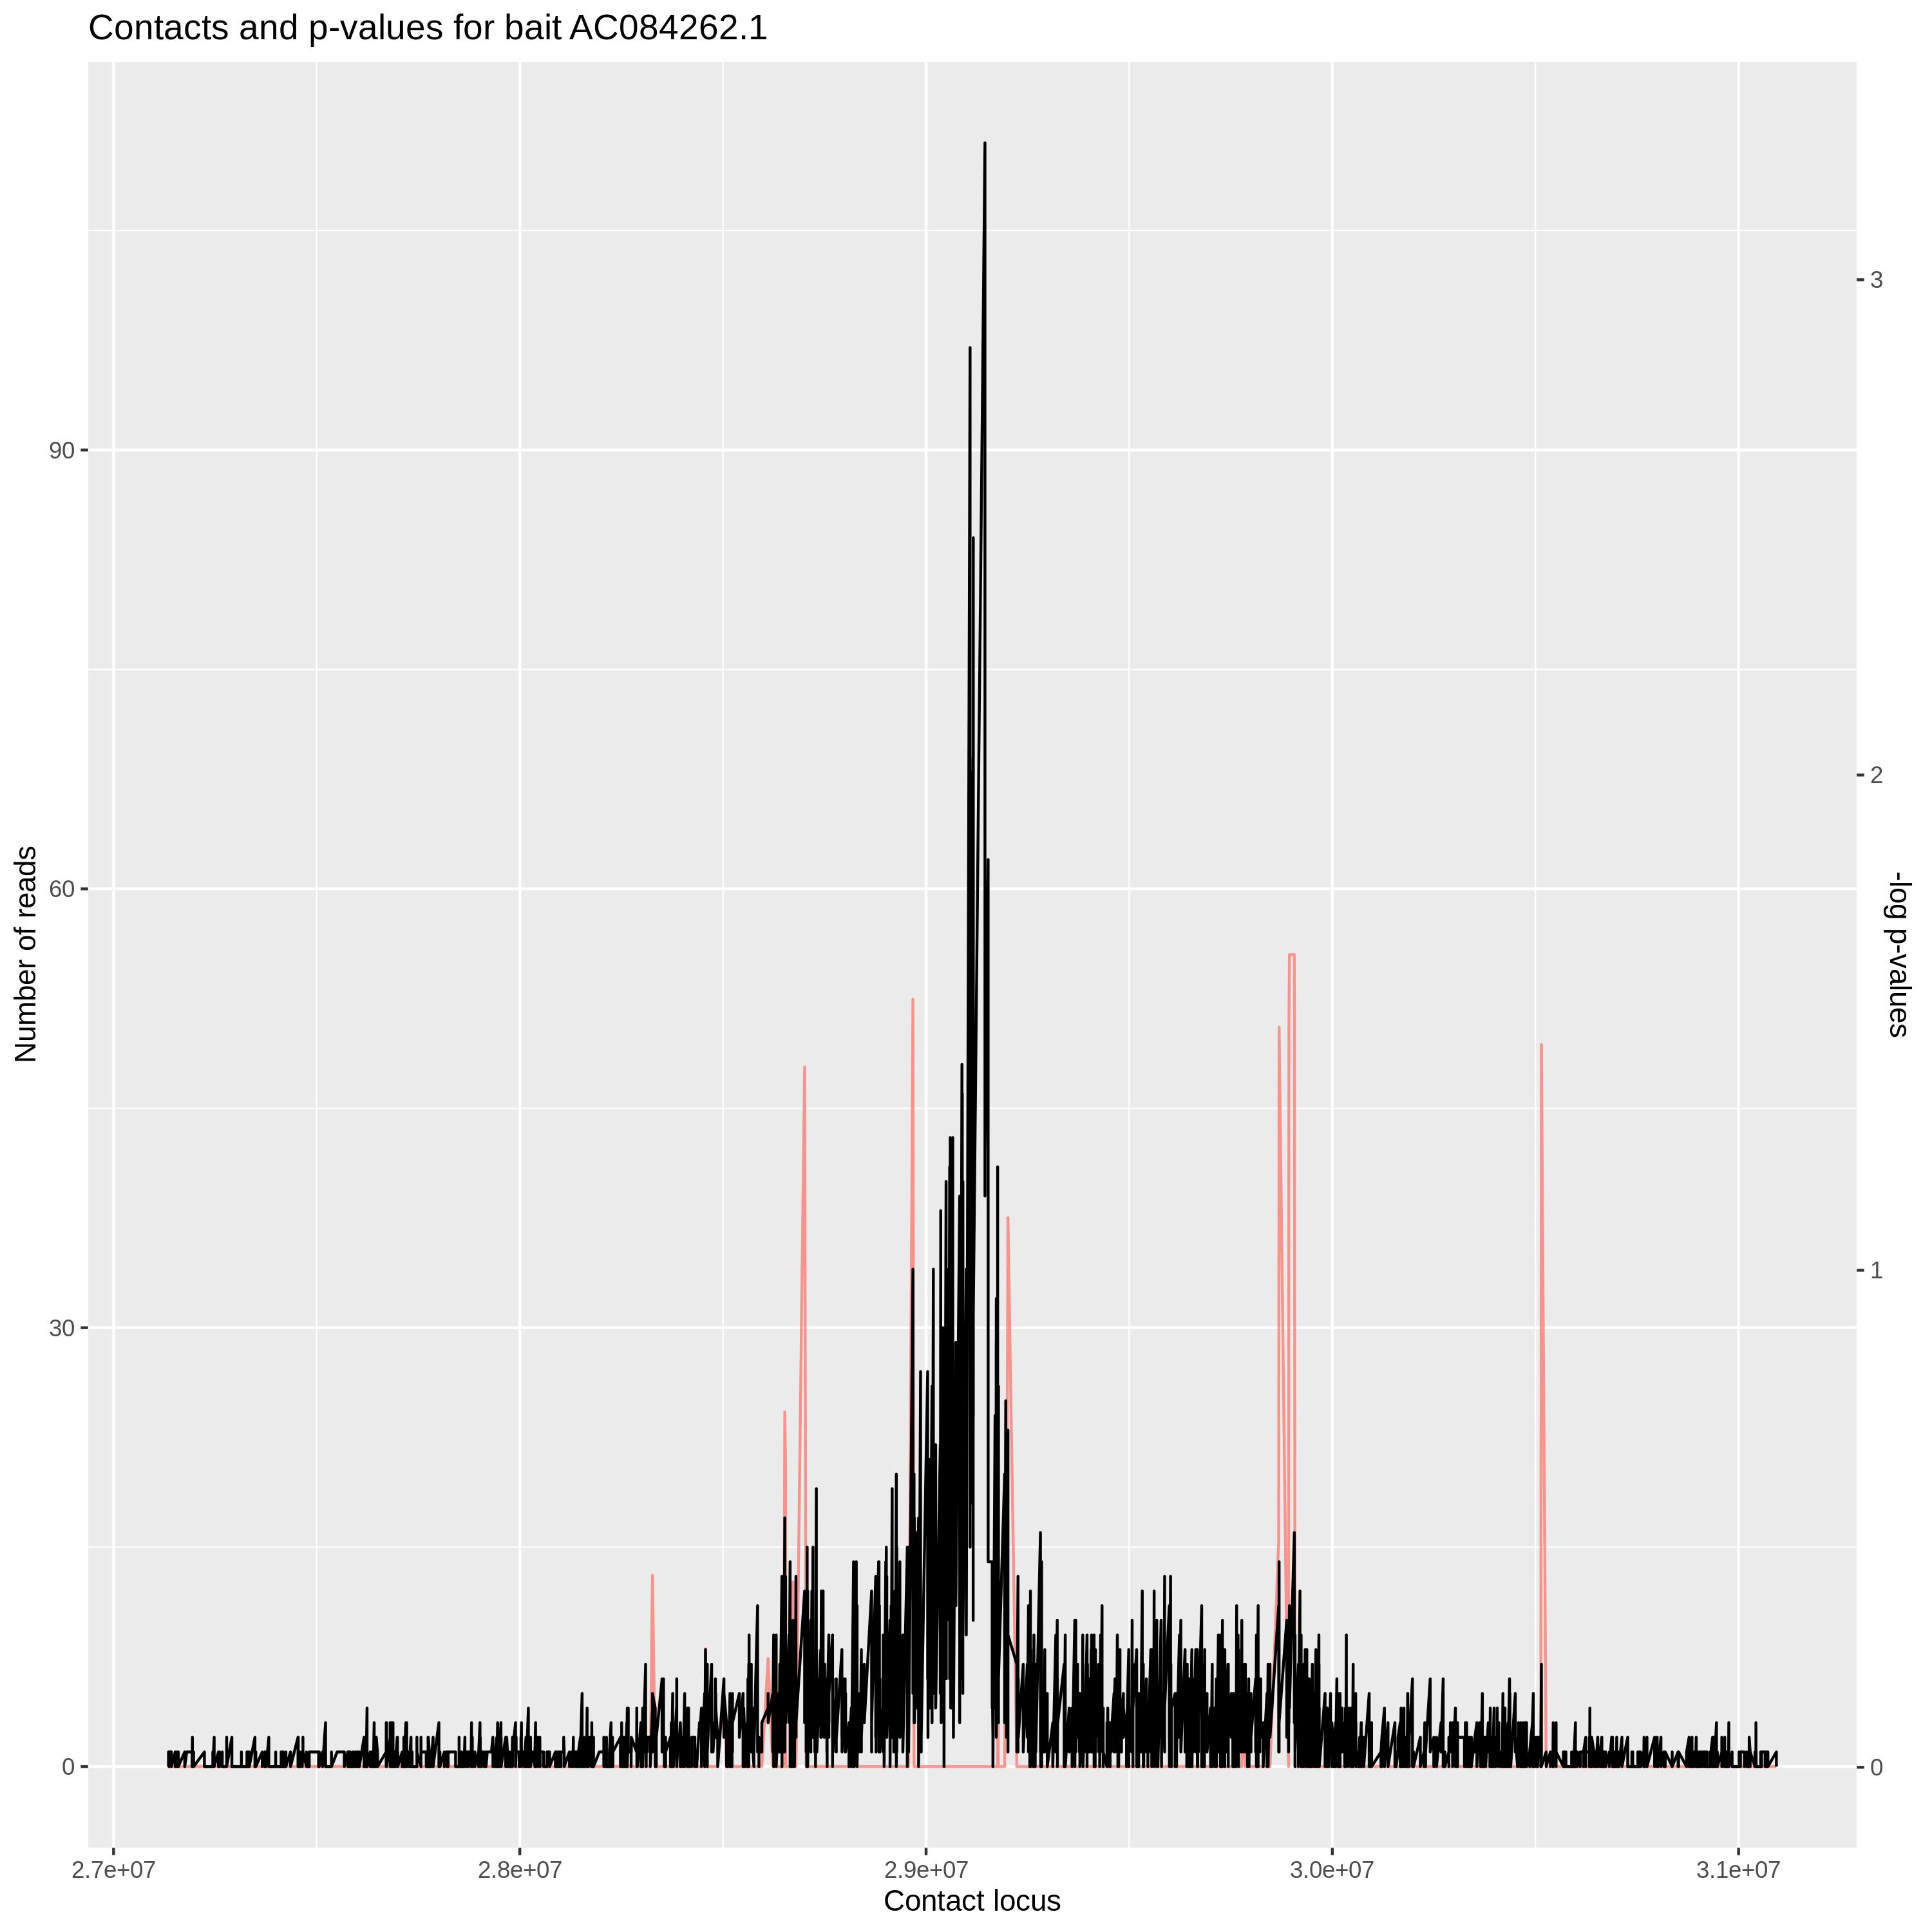 Contacts and p-values for bait AC084262.1
Number of reads
90
60
30
0
3
2
1
0
-log p-values
2.7e+07 2.8e+07 2.9e+07 3.0e+07 3.1e+07
Contact locus